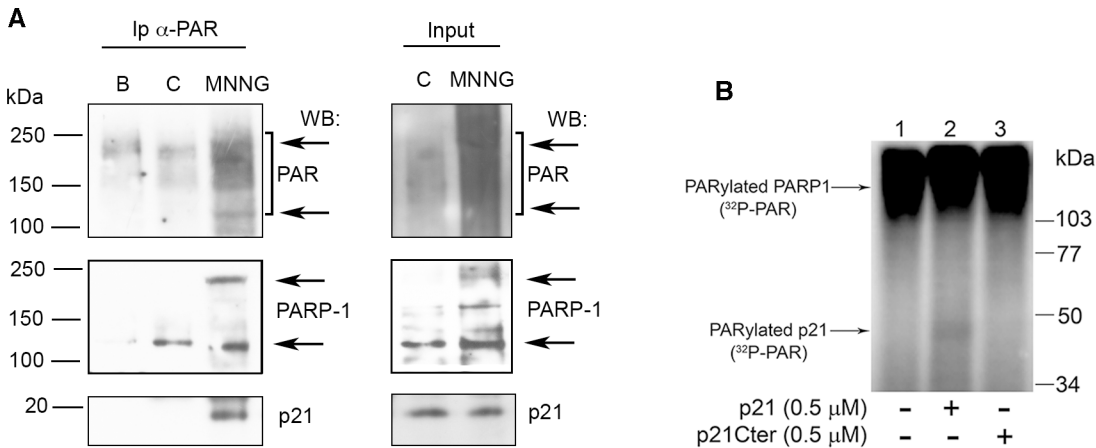 A
Ip α-PAR
Input
B C MNNG
C MNNG
kDa
250
150
100
WB:
PAR
WB:
PAR
250
150
100
PARP-1
PARP-1
20
p21
p21
B
1 2 3
kDa
PARylated PARP1
(³²P-PAR)
103
77
50
PARylated p21
(³²P-PAR)
34
p21 (0.5 μM) - + -
p21Cter (0.5 μM) - - +